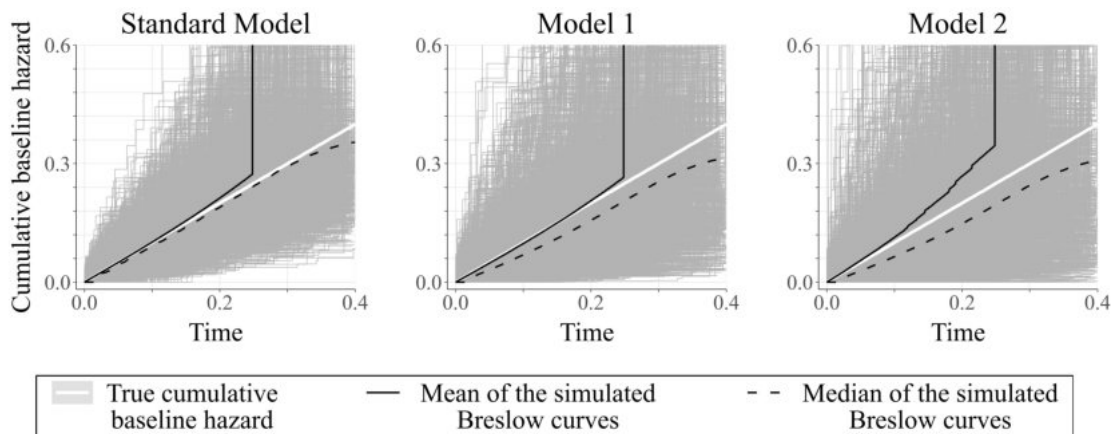 Standard Model
Model 1
Model 2
Cumulative baseline hazard
0.6
0.3
0.0
0.0
0.2
0.4
0.6
0.3
0.0
0.0
0.2
0.4
0.6
0.3
0.0
0.0
0.2
0.4
Time
Time
Time
True cumulative
baseline hazard
Mean of the simulated
Breslow curves
Median of the simulated
Breslow curves